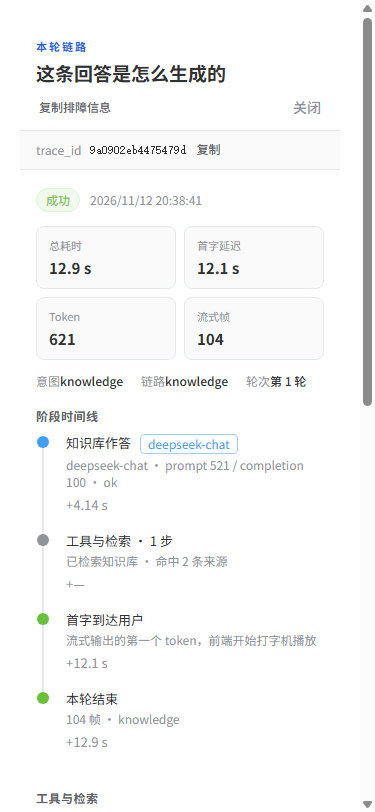 本轮链路
这条回答是怎么生成的
复制排障信息 关闭
trace_id 9a0902eb4475479d 复制
成功 2026/11/12 20:38:41
总耗时 首字延迟
12.9 s 12.1 s
Token 流式帧
621 104
意图knowledge 链路knowledge 轮次第 1 轮
阶段时间线
知识库作答 deepseek-chat
deepseek-chat · prompt 521 / completion
100 · ok
+4.14 s
工具与检索 · 1 步
已检索知识库 · 命中 2 条来源
+—
首字到达用户
流式输出的第一个 token，前端开始打字机播放
+12.1 s
本轮结束
104 帧 · knowledge
+12.9 s
工具与检索